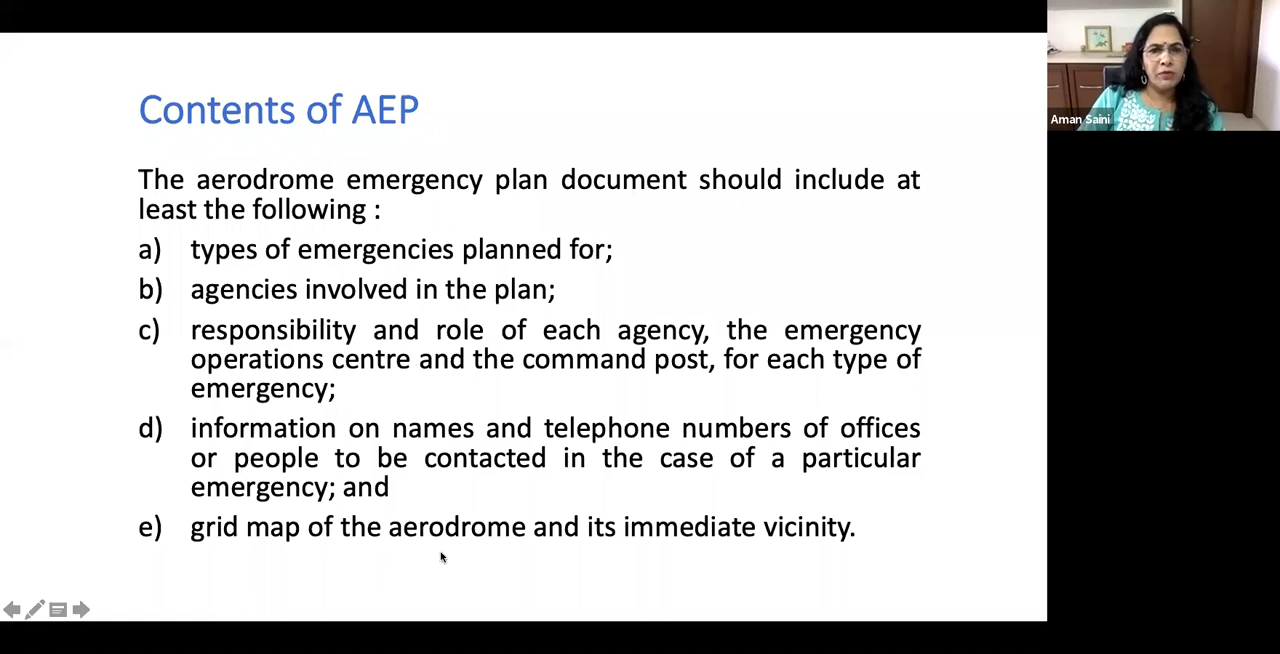 Contents of AEP
The aerodrome emergency plan document should include at
least the following :
a) types of emergencies planned for;
b) agencies involved in the plan;
c) responsibility and role of each agency, the emergency
operations centre and the command post, for each type of
emergency;
d) information on names and telephone numbers of offices
or people to be contacted in the case of a particular
emergency; and
e) grid map of the aerodrome and its immediate vicinity.
Aman Saini